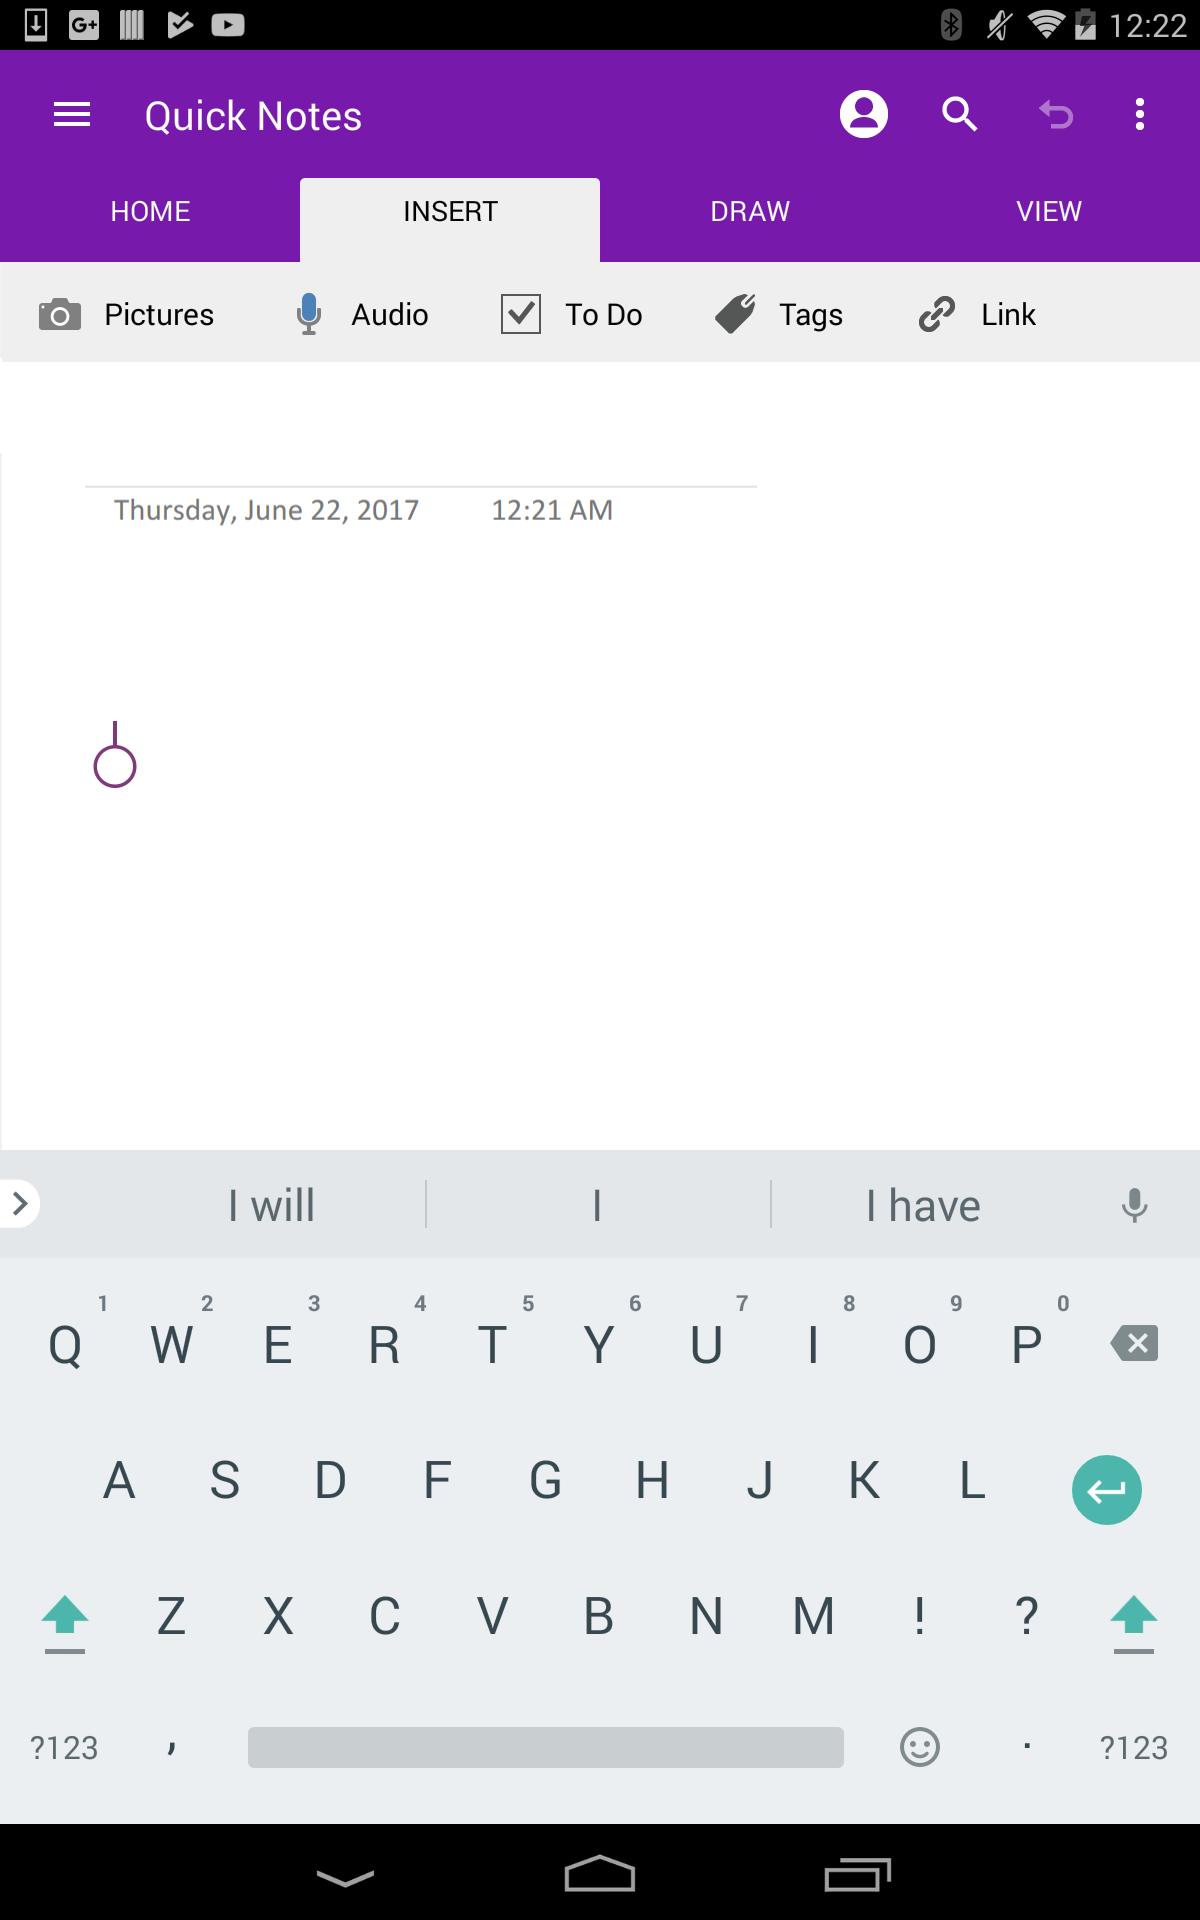 G+ 12:22
Quick Notes
HOME INSERT DRAW VIEW
Pictures Audio To Do Tags Link
Thursday, June 22, 2017 12:21 AM
I will I I have
1 2 3 4 5 6 7 8 9 0
Q W E R T Y U I O P
A S D F G H J K L
Z X C V B N M ! ?
?123 , . ?123